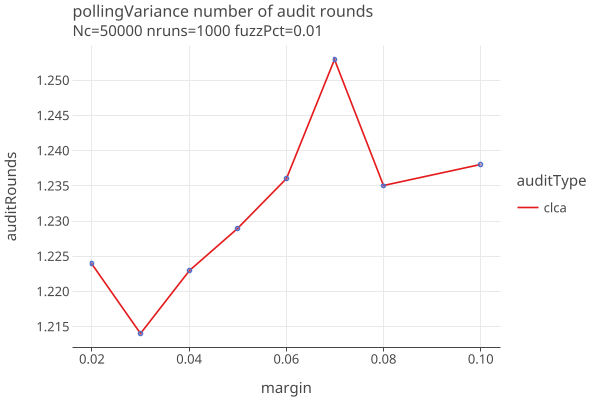 pollingVariance number of audit rounds
Nc=50000 nruns=1000 fuzzPct=0.01
auditRounds
1.250
1.245
1.240
1.235
1.230
1.225
1.220
1.215
0.02 0.04 0.06 0.08 0.10
margin
auditType
clca